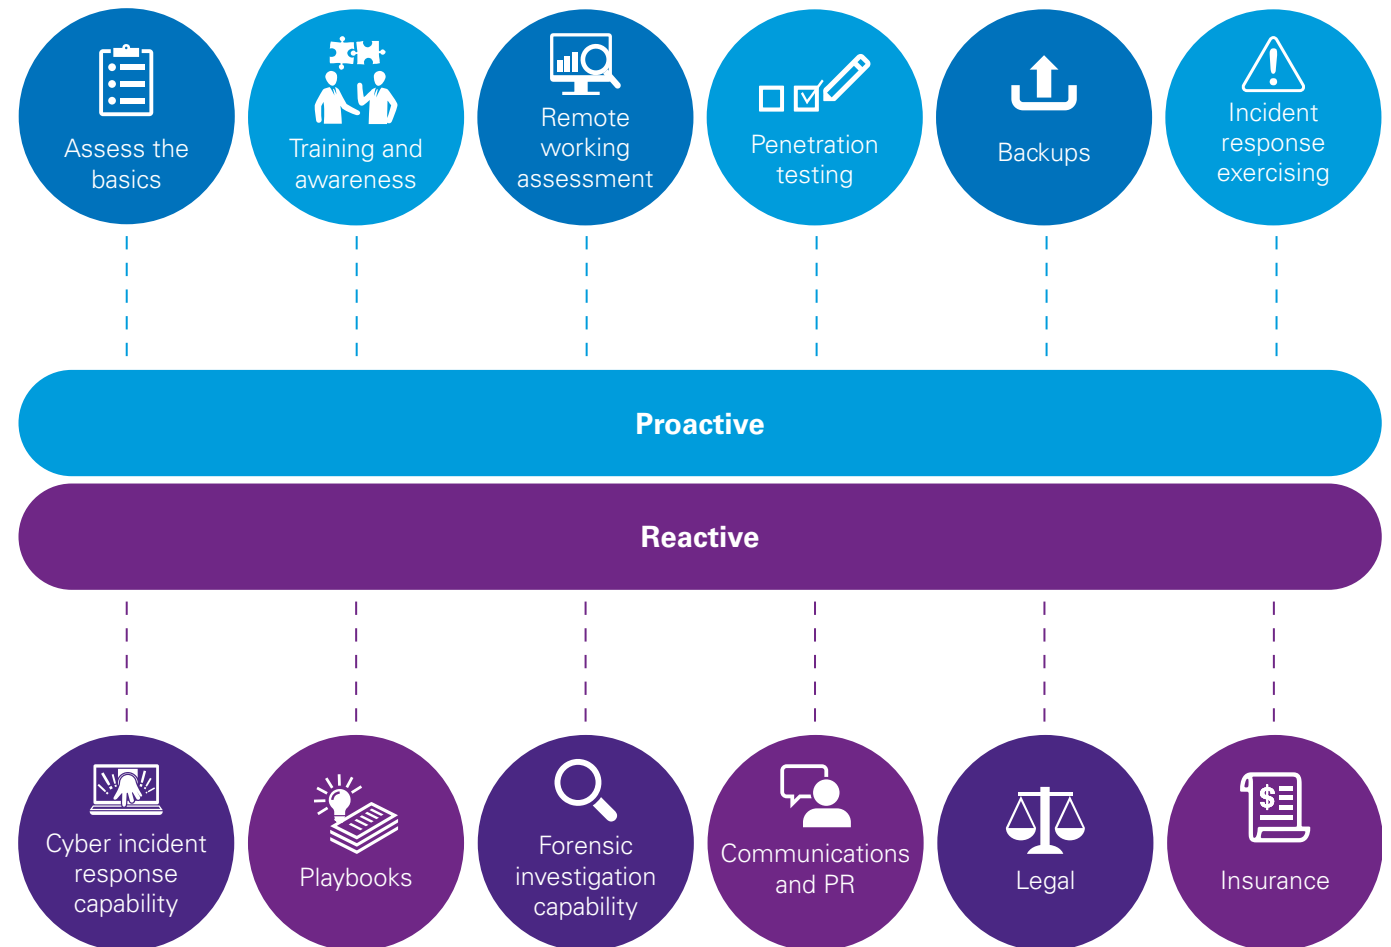 Assess the
basics
Training and
awareness
Remote
working
assessment
Penetration
testing
Backups
Incident
response
exercising
Proactive
Reactive
Cyber incident
response
capability
Playbooks
Forensic
investigation
capability
Communications
and PR
Legal
$
Insurance